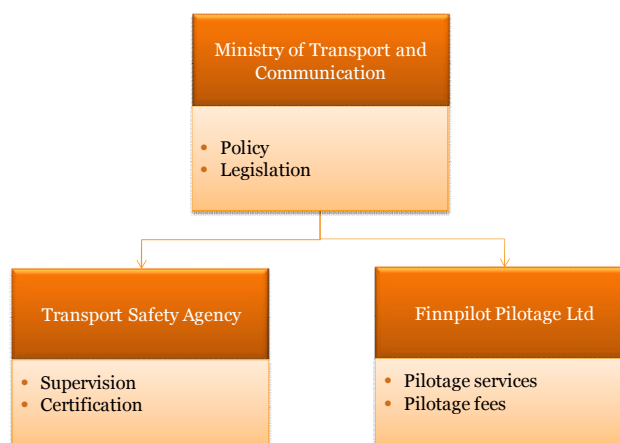 Ministry of Transport and
Communication
• Policy
• Legislation
Transport Safety Agency
• Supervision
• Certification
Finnpilot Pilotage Ltd
• Pilotage services
• Pilotage fees